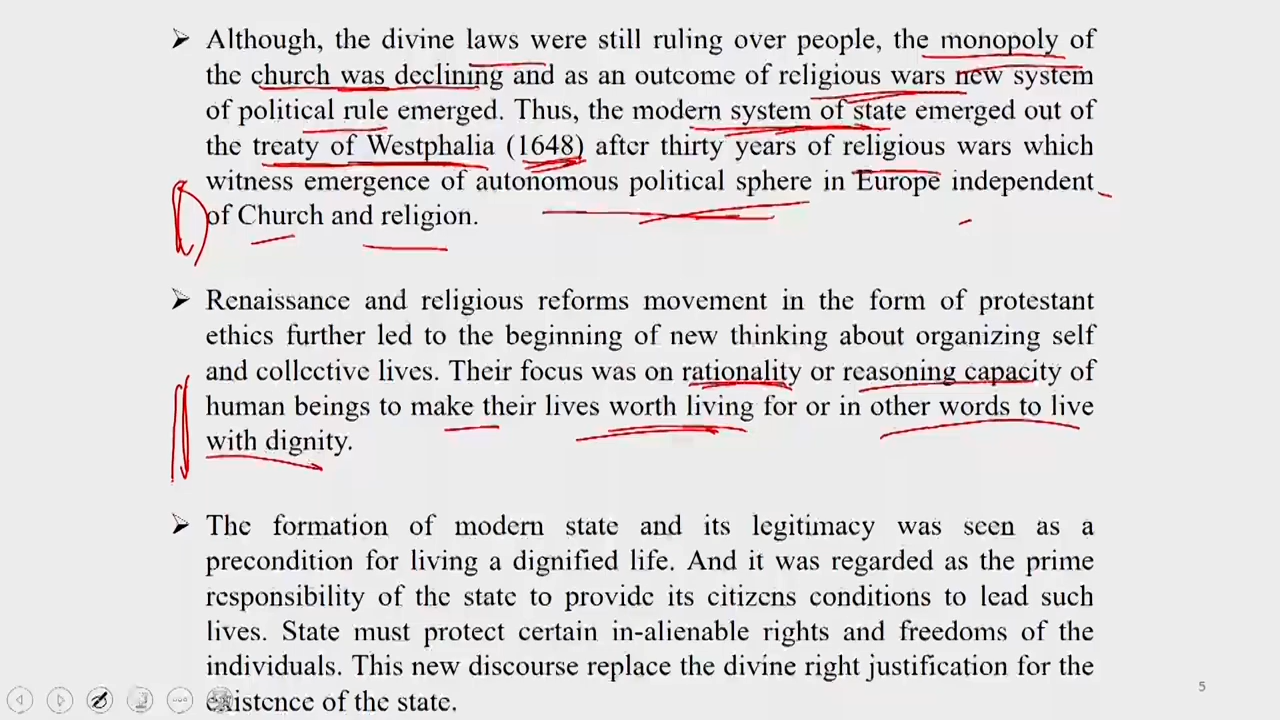 ➢ Although, the divine laws were still ruling over people, the monopoly of
the church was declining and as an outcome of religious wars new system
of political rule emerged. Thus, the modern system of state emerged out of
the treaty of Westphalia (1648) after thirty years of religious wars which
witness emergence of autonomous political sphere in Europe independent
of Church and religion.
➢ Renaissance and religious reforms movement in the form of protestant
ethics further led to the beginning of new thinking about organizing self
and collective lives. Their focus was on rationality or reasoning capacity of
human beings to make their lives worth living for or in other words to live
with dignity.
➢ The formation of modern state and its legitimacy was seen as a
precondition for living a dignified life. And it was regarded as the prime
responsibility of the state to provide its citizens conditions to lead such
lives. State must protect certain in-alienable rights and freedoms of the
individuals. This new discourse replace the divine right justification for the
existence of the state.
5